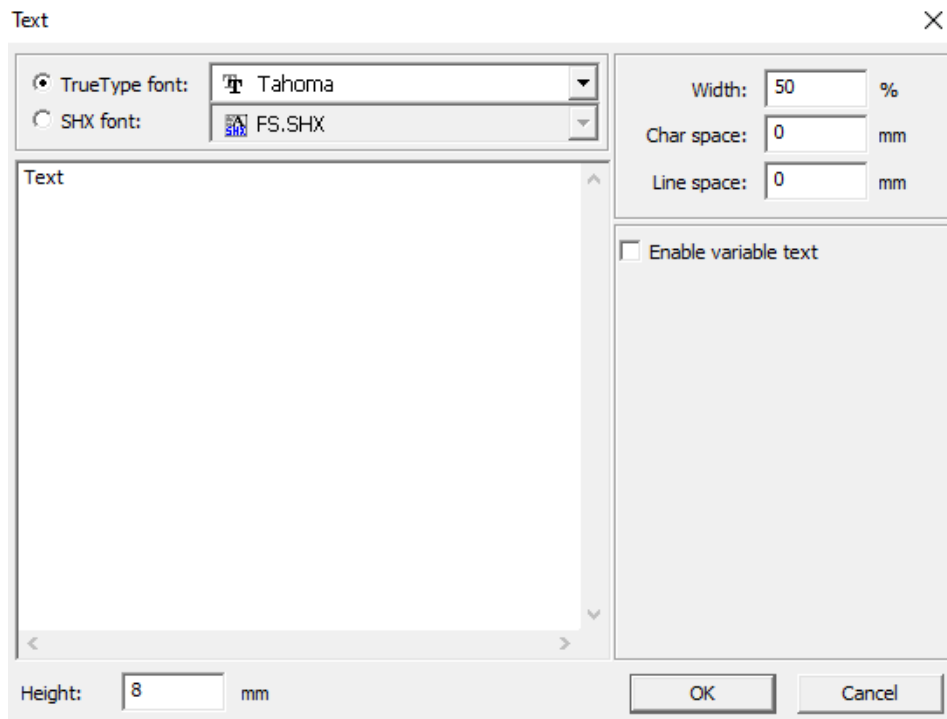 Text
TrueType font: Tahoma
SHX font: FS.SHX
Width: 50 %
Char space: 0 mm
Line space: 0 mm
Text
Enable variable text
Height: 8 mm
OK Cancel